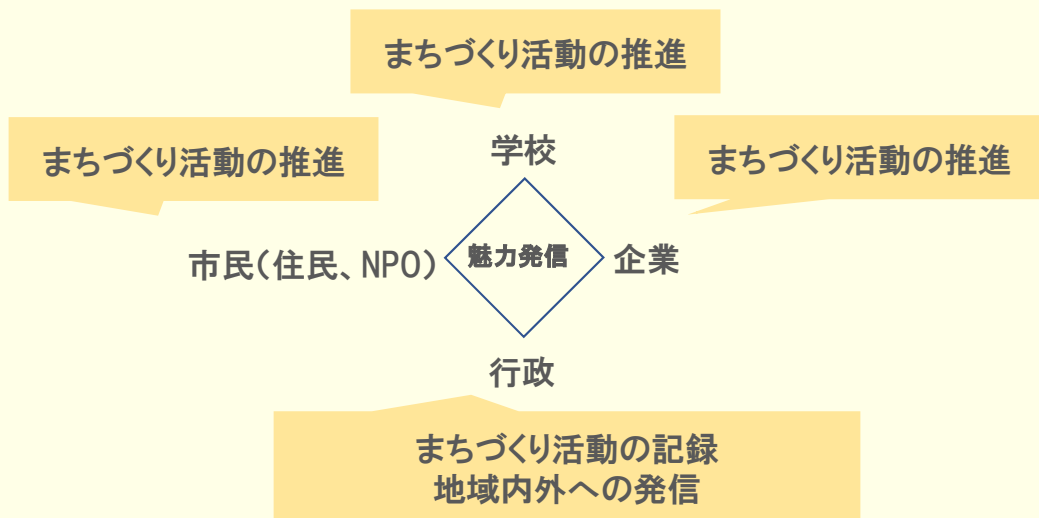 まちづくり活動の推進
まちづくり活動の推進
まちづくり活動の推進
学校
市民(住民、NPO)
魅力発信
企業
行政
まちづくり活動の記録
地域内外への発信